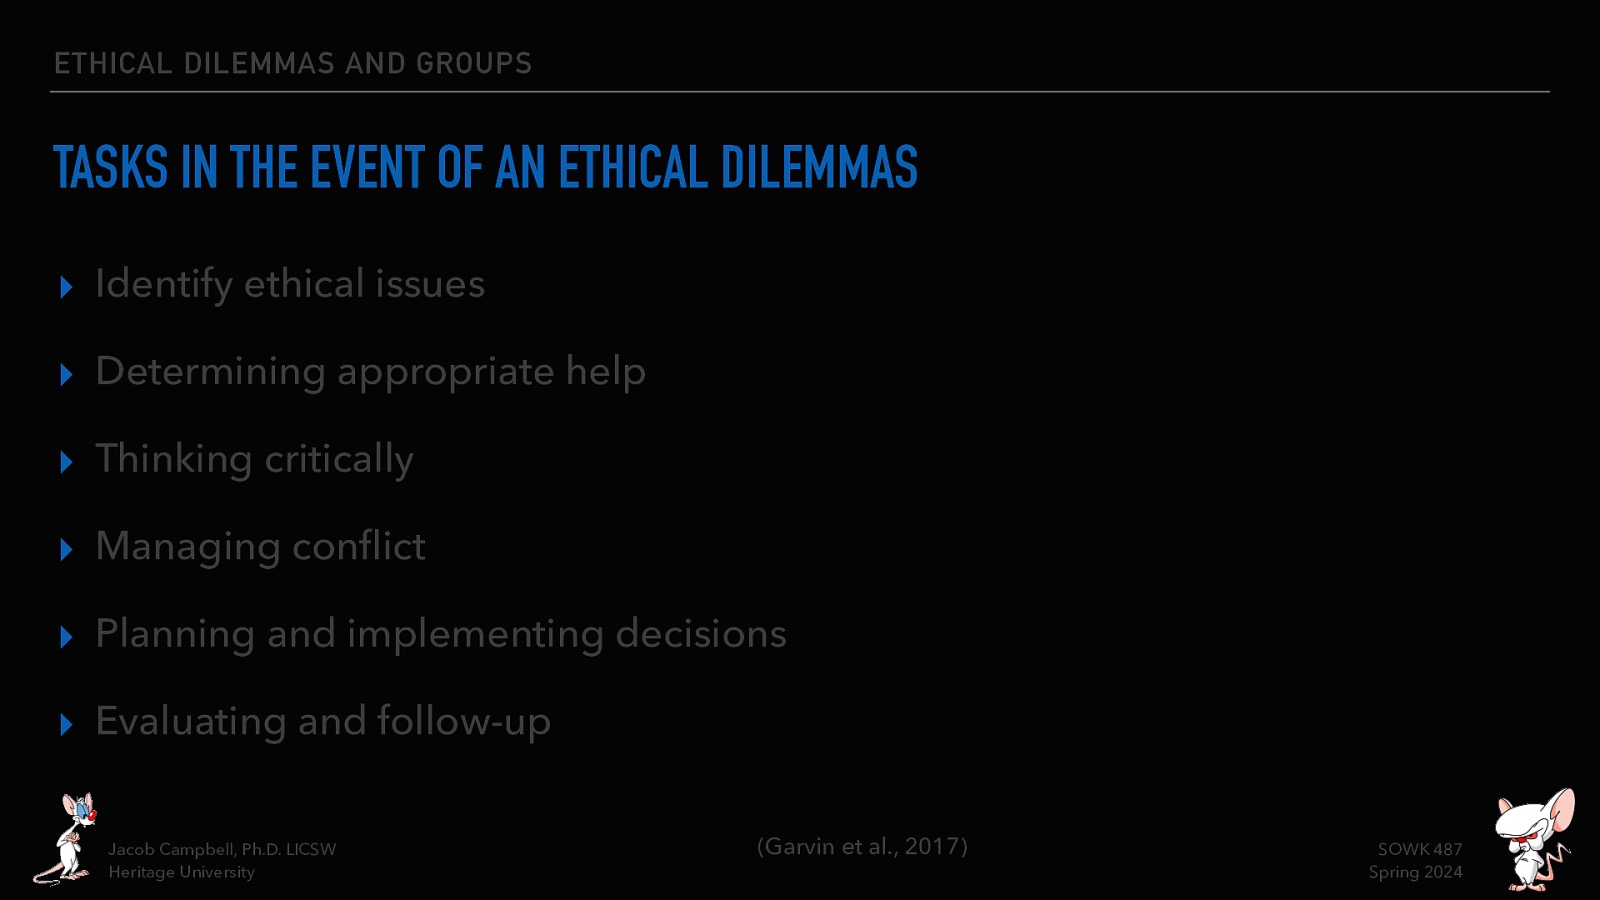 ETHICAL DILEMMAS AND GROUPS
TASKS IN THE EVENT OF AN ETHICAL DILEMMAS
Identify ethical issues
Determining appropriate help
Thinking critically
Managing conflict
Planning and implementing decisions
Evaluating and follow-up
Jacob Campbell, Ph.D. LICSW
Heritage University
(Garvin et al., 2017)
SOWK 487
Spring 2024